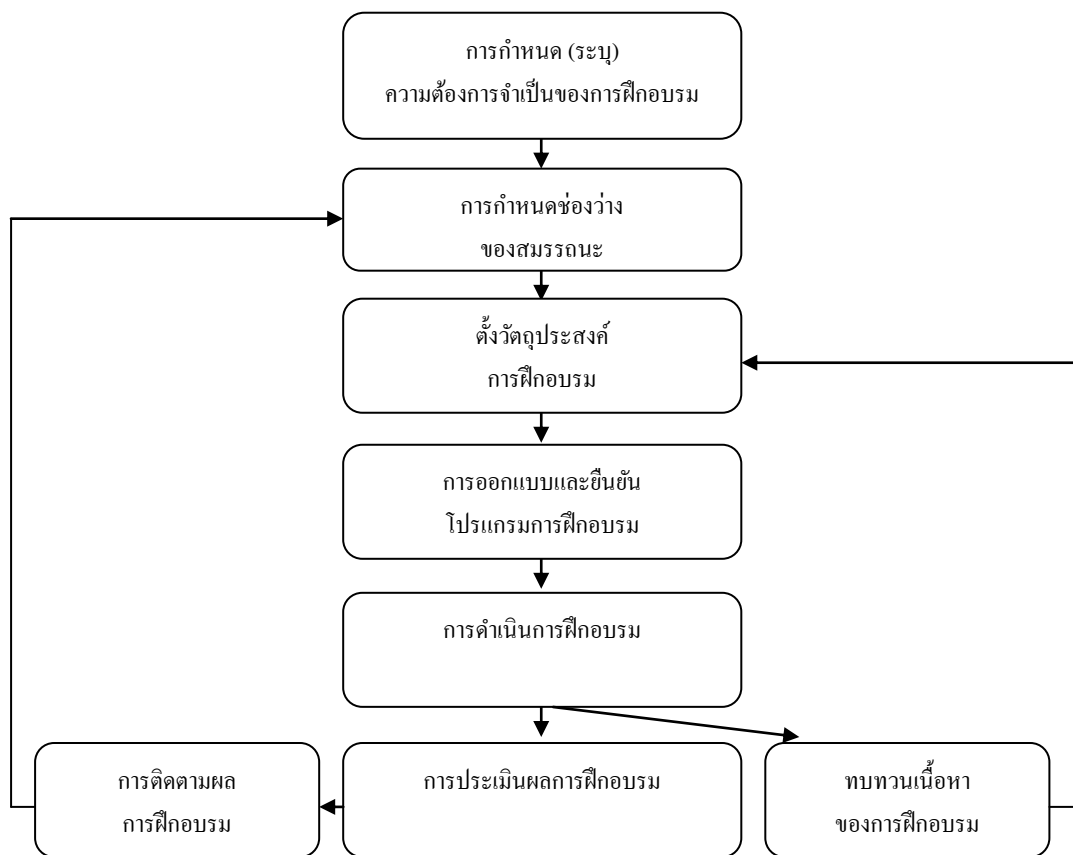 การกำหนด (ระบุ)
ความต้องการจำเป็นของการฝึกอบรม
การกำหนดช่องว่าง
ของสมรรถนะ
ตั้งวัตถุประสงค์
การฝึกอบรม
การออกแบบและยืนยัน
โปรแกรมการฝึกอบรม
การดำเนินการฝึกอบรม
การติดตามผล
การฝึกอบรม
การประเมินผลการฝึกอบรม
ทบทวนเนื้อหา
ของการฝึกอบรม